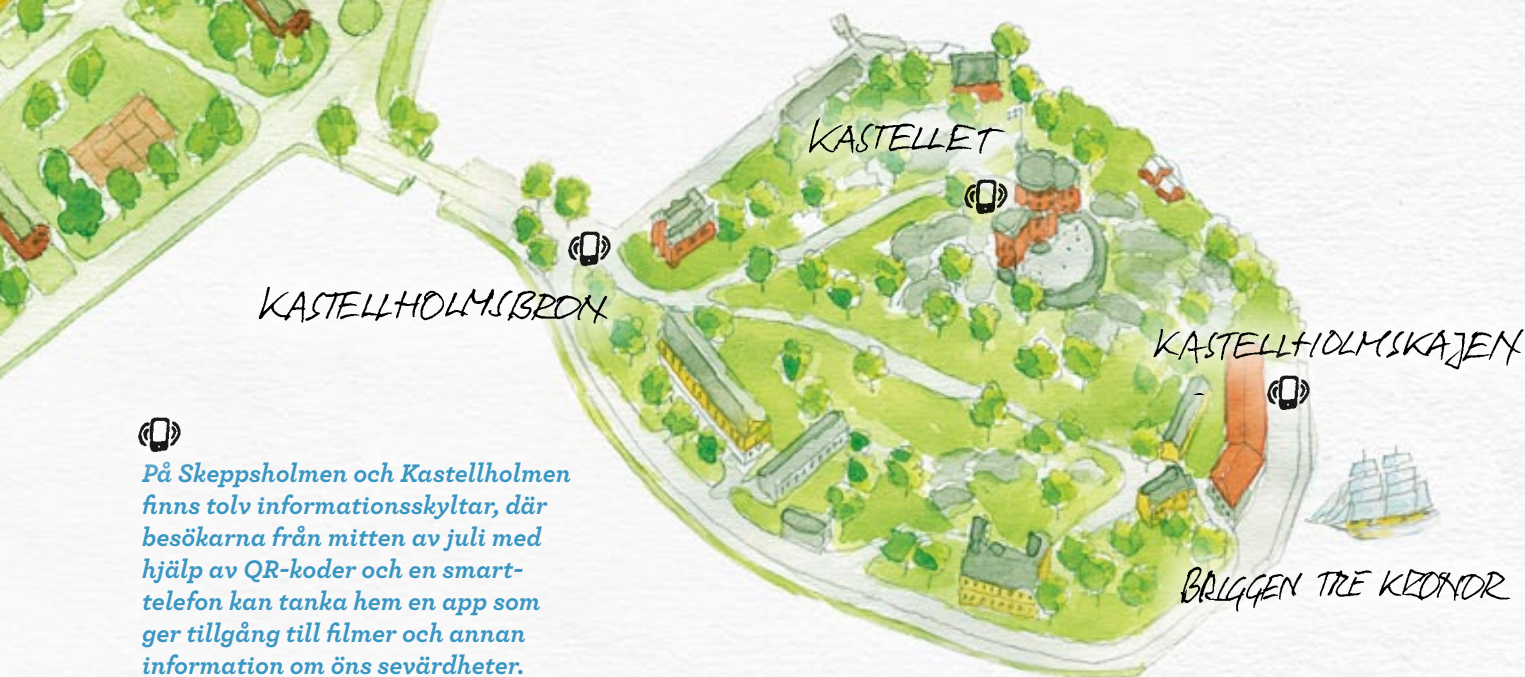 KASTELLET
KASTELLHOLMSBRON
KASTELLHOLMSKAJEN
BRIGGEN TRE KRONOR
På Skeppsholmen och Kastellholmen
finns tolv informationsskyltar, där
besökarna från mitten av juli med
hjälp av QR-koder och en smart-
telefon kan tanka hem en app som
ger tillgång till filmer och annan
information om öns sevärdheter.